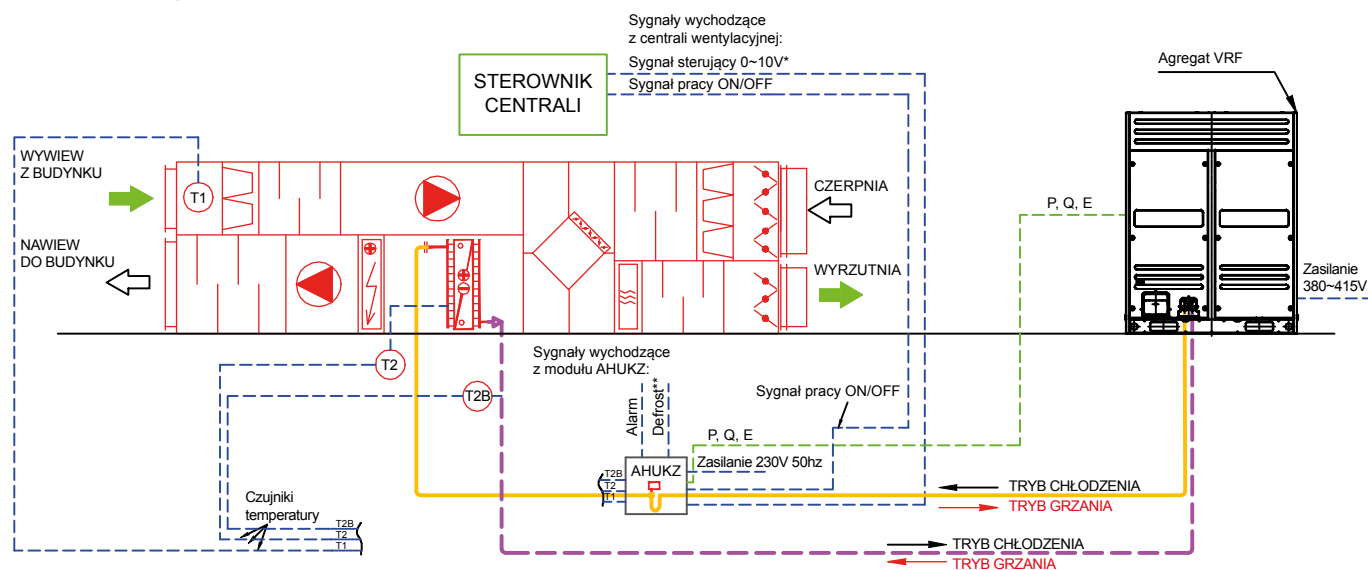 Sygnały wychodzące
z centrali wentylacyjnej:
Sygnał sterujący 0~10V*
Sygnał pracy ON/OFF
STEROWNIK
CENTRALI
Agregat VRF
WYWIEW
Z BUDYNKU
T1
CZERPNIA
P, Q, E
NAWIEW
DO BUDYNKU
WYRZUTNIA
Zasilanie
380~415V
T2
Sygnały wychodzące
z modułu AHUKZ:
T2B
Alarm
Defrost**
Sygnał pracy ON/OFF
P, Q, E
Zasilanie 230V 50hz
AHUKZ
T2B
T2
T1
TRYB CHŁODZENIA
TRYB GRZANIA
Czujniki
temperatury
T2B
T2
T1
TRYB CHŁODZENIA
TRYB GRZANIA